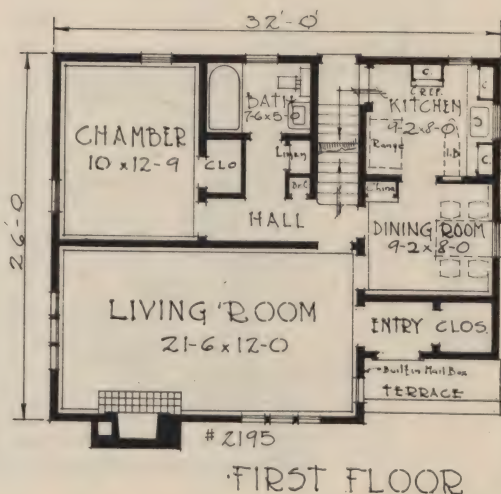 32'-0"
26'-0"
CHAMBER
10 x 12-9
CLO
BATH
7-6x5-0
Linen
C.
REF.
KITCHEN
9-2x8-0
Range
C.
C.
China
HALL
DINING ROOM
9-2x8-0
LIVING ROOM
21-6x12-0
ENTRY CLOS.
Built in Mail Box
TERRACE
#2195
FIRST FLOOR